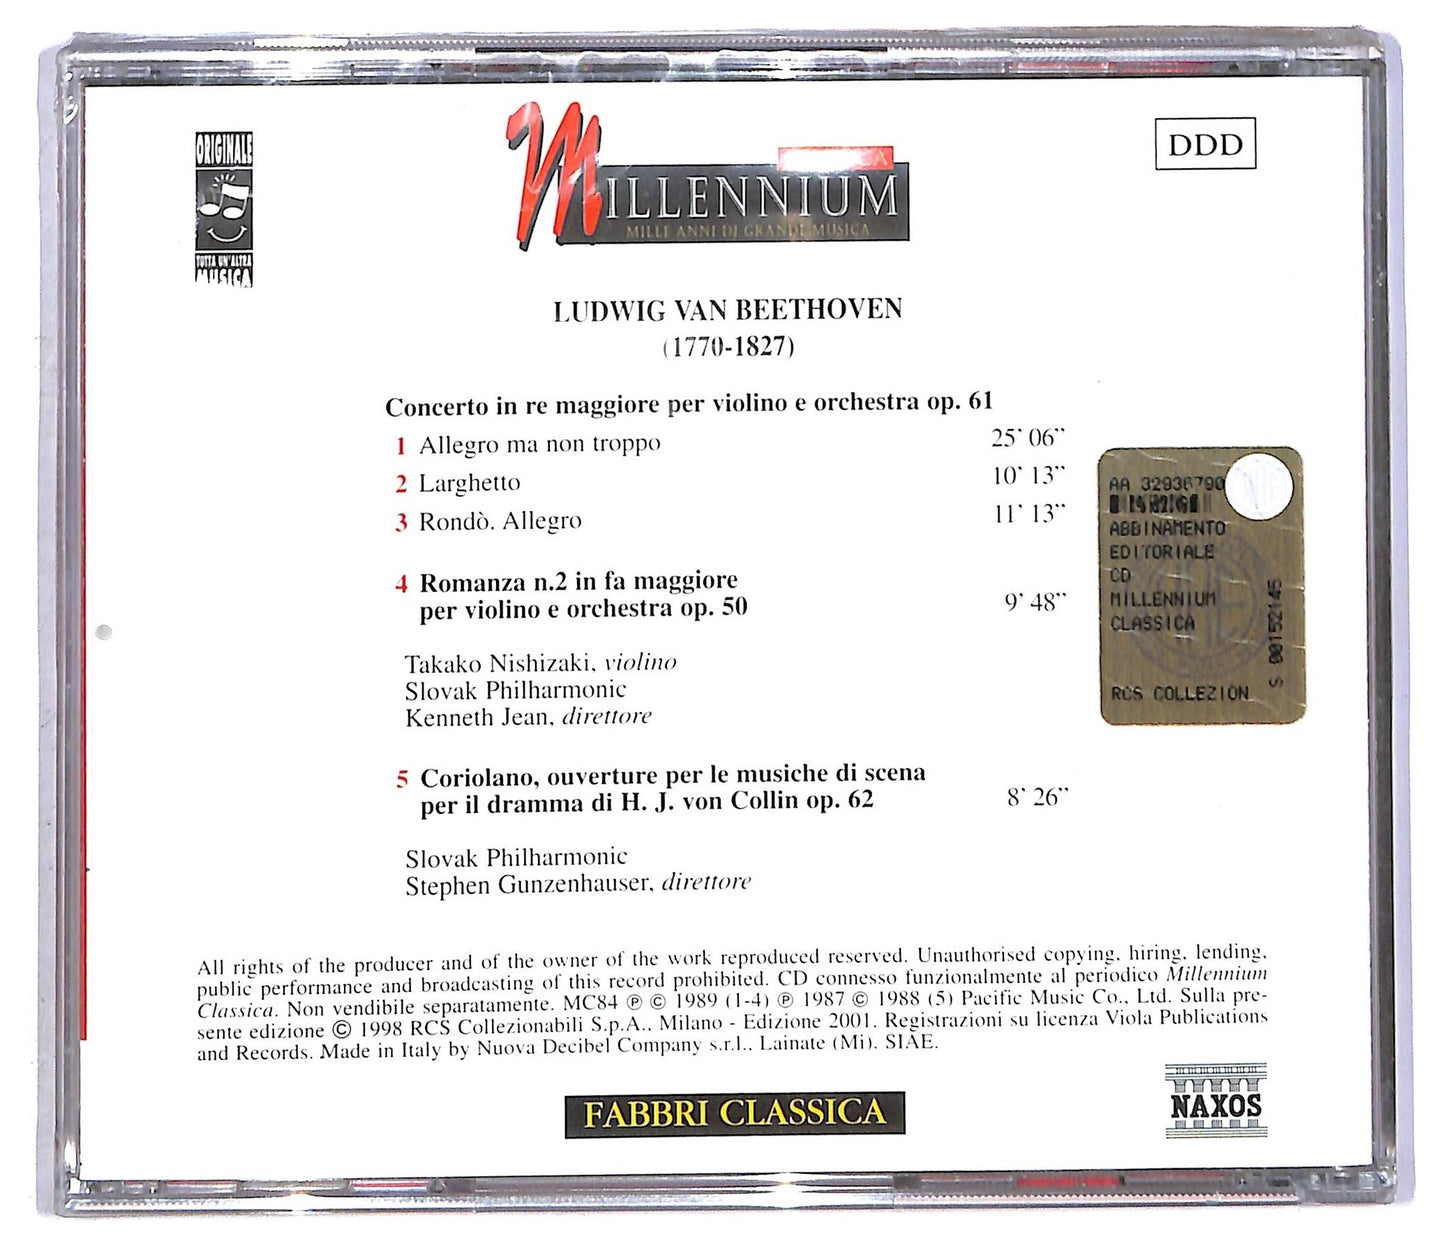 ORIGINALE
TUTTA UN'ALTRA
MUSICA
MILLENNIUM
MILLE ANNI DI GRANDE MUSICA
DDD
LUDWIG VAN BEETHOVEN
(1770-1827)
Concerto in re maggiore per violino e orchestra op. 61
1 Allegro ma non troppo 25' 06''
2 Larghetto 10' 13''
3 Rondò. Allegro 11' 13''
4 Romanza n.2 in fa maggiore
per violino e orchestra op. 50 9' 48''
Takako Nishizaki, violino
Slovak Philharmonic
Kenneth Jean, direttore
5 Coriolano, ouverture per le musiche di scena
per il dramma di H. J. von Collin op. 62 8' 26''
Slovak Philharmonic
Stephen Gunzenhauser, direttore
AA 32936790
ABBINAMENTO
EDITORIALE
CD
MILLENNIUM
CLASSICA
RCS COLLEZION
S 00152145
All rights of the producer and of the owner of the work reproduced reserved. Unauthorised copying, hiring, lending,
public performance and broadcasting of this record prohibited. CD connesso funzionalmente al periodico Millennium
Classica. Non vendibile separatamente. MC84 ℗ © 1989 (1-4) ℗ 1987 © 1988 (5) Pacific Music Co., Ltd. Sulla pre-
sente edizione © 1998 RCS Collezionabili S.p.A., Milano - Edizione 2001. Registrazioni su licenza Viola Publications
and Records. Made in Italy by Nuova Decibel Company s.r.l., Lainate (Mi). SIAE.
FABBRI CLASSICA
NAXOS